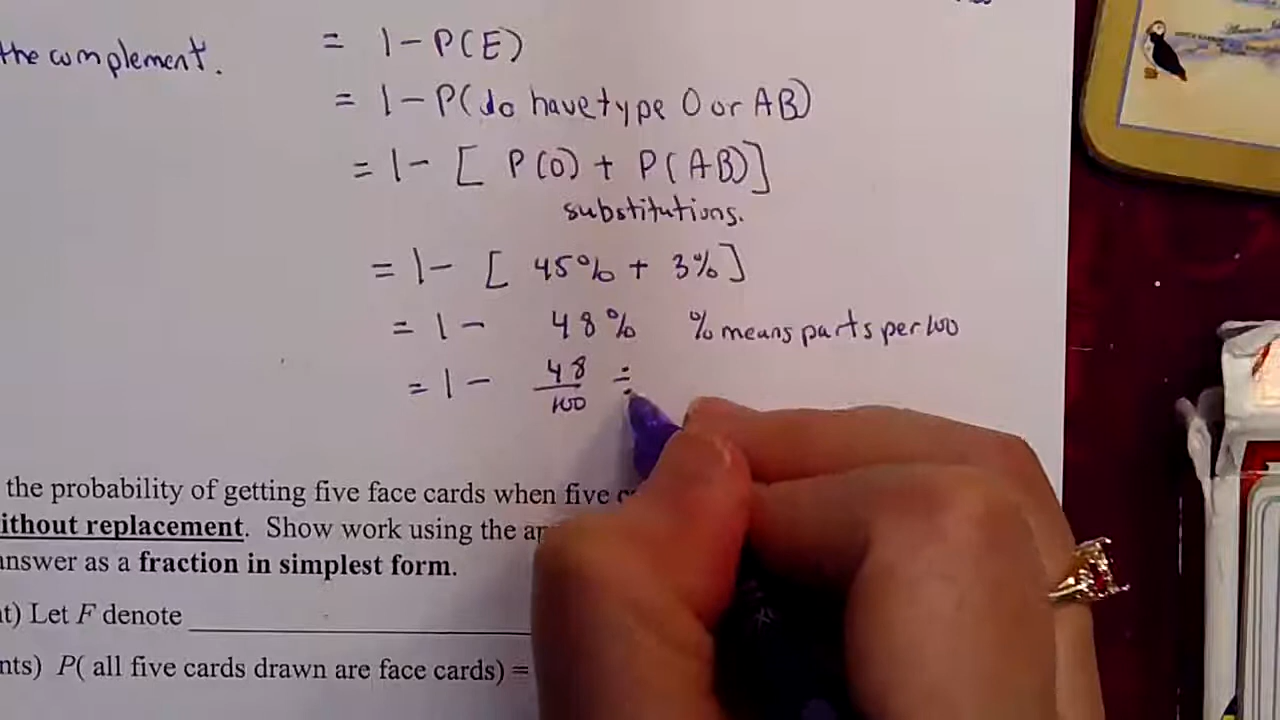 the complement.
= 1 - P(E)
= 1 - P(do have type O or AB)
= 1 - [ P(O) + P(AB)]
substitutions.
= 1 - [ 45% + 3% ]
= 1 - 48% % means parts per 100
= 1 - 48/100 ÷
the probability of getting five face cards when five
ithout replacement. Show work using the
answer as a fraction in simplest form.
t) Let F denote
nts) P( all five cards drawn are face cards) =